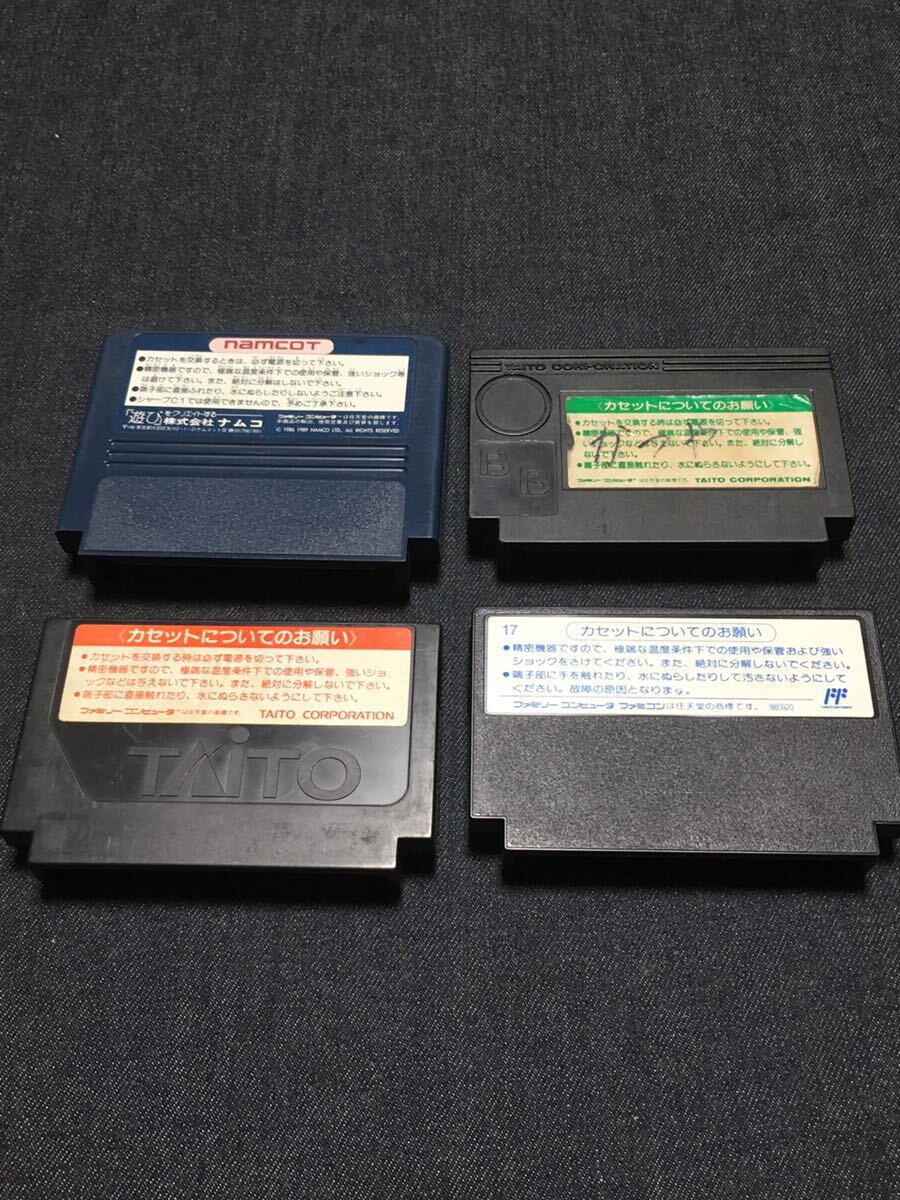 namcot
●カセットを交換するときは、必ず電源を切って下さい。
●精密機器ですので、極端な温度条件下での使用や保管、強いショック等
は避けて下さい。また、絶対に分解はしないで下さい。
●端子部に直接ふれたり、水にぬらしたりしないようご注意下さい。
●シャープC1では使用できませんので、予めご了承下さい。
「遊び」をクリエイトする
株式会社ナムコ
ファミリーコンピュータ™は任天堂の商標です。
© 1986 1989 NAMCO LTD., ALL RIGHTS RESERVED
TAITO CORPORATION
《カセットについてのお願い》
●カセットを交換する時は必ず電源を切って下さい。
●精密機器ですので、極端な温度条件下での使用や保管、強
いショックなどは与えないで下さい。また、絶対に分解し
ないで下さい。
●端子部に直接触れたり、水にぬらさないようにして下さい。
ファミリーコンピュータ™は任天堂の商標です。 TAITO CORPORATION
B
B
《カセットについてのお願い》
●カセットを交換する時は必ず電源を切って下さい。
●精密機器ですので、極端な温度条件下での使用や保管、強いショ
ックなどは与えないで下さい。また、絶対に分解しないで下さい。
●端子部に直接触れたり、水にぬらさないようにして下さい。
ファミリーコンピュータ™は任天堂の商標です。 TAITO CORPORATION
TAITO
17 カセットについてのお願い
●精密機器ですので、極端な温度条件下での使用や保管および強い
ショックをさけてください。また、絶対に分解しないでください。
●端子部に手を触れたり、水にぬらしたりして汚さないようにして
ください。故障の原因となります。
ファミリーコンピュータ ファミコンは任天堂の商標です。 880920
FF